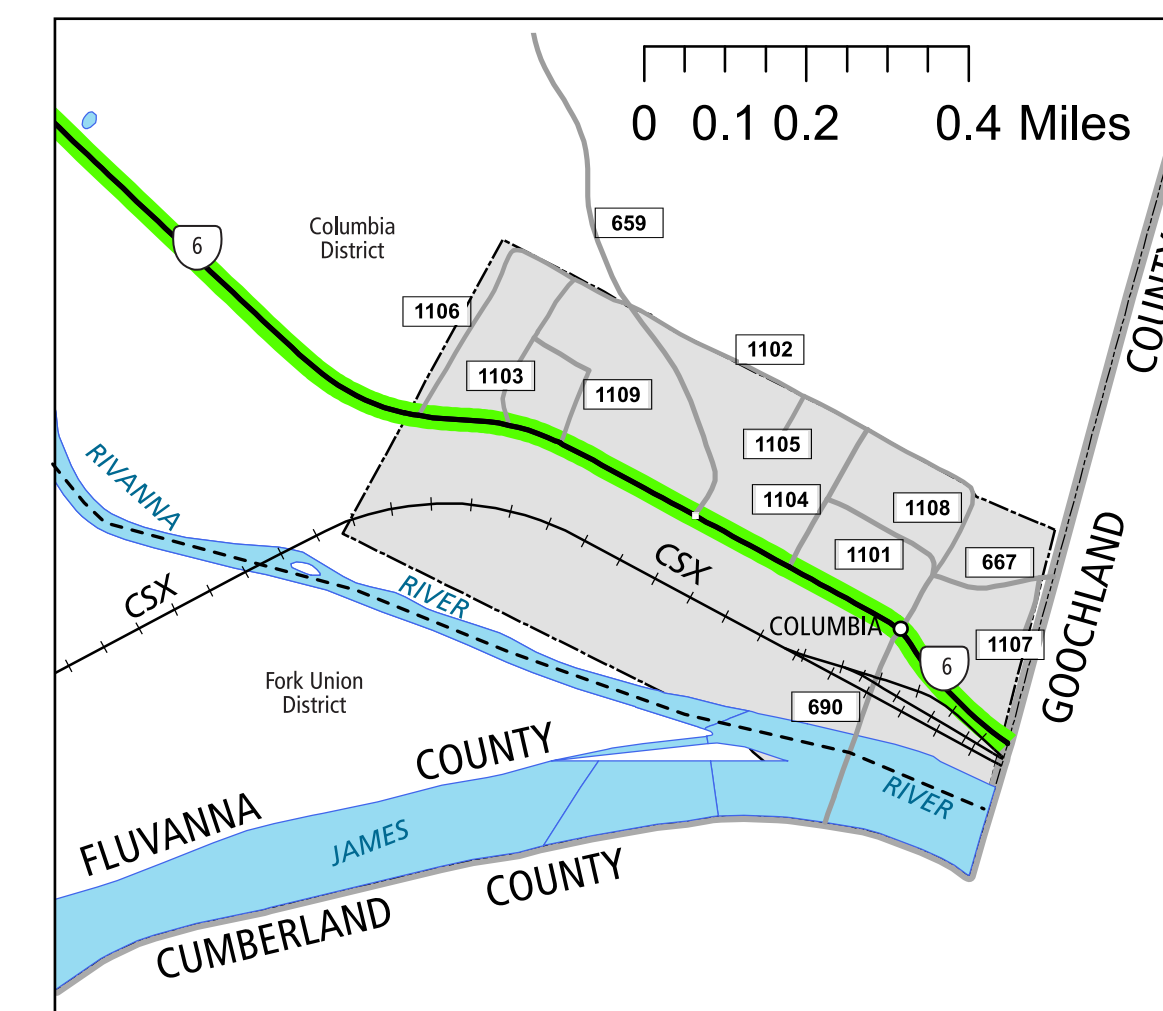 0 0.1 0.2 0.4 Miles
659
6
Columbia
District
COUNTY
1106
1102
1103
1109
1105
1104
1108
RIVANNA
1101
CSX
667
CSX
RIVER
COLUMBIA
1107
GOOCHLAND
6
Fork Union
District
690
COUNTY
RIVER
FLUVANNA
JAMES
COUNTY
CUMBERLAND